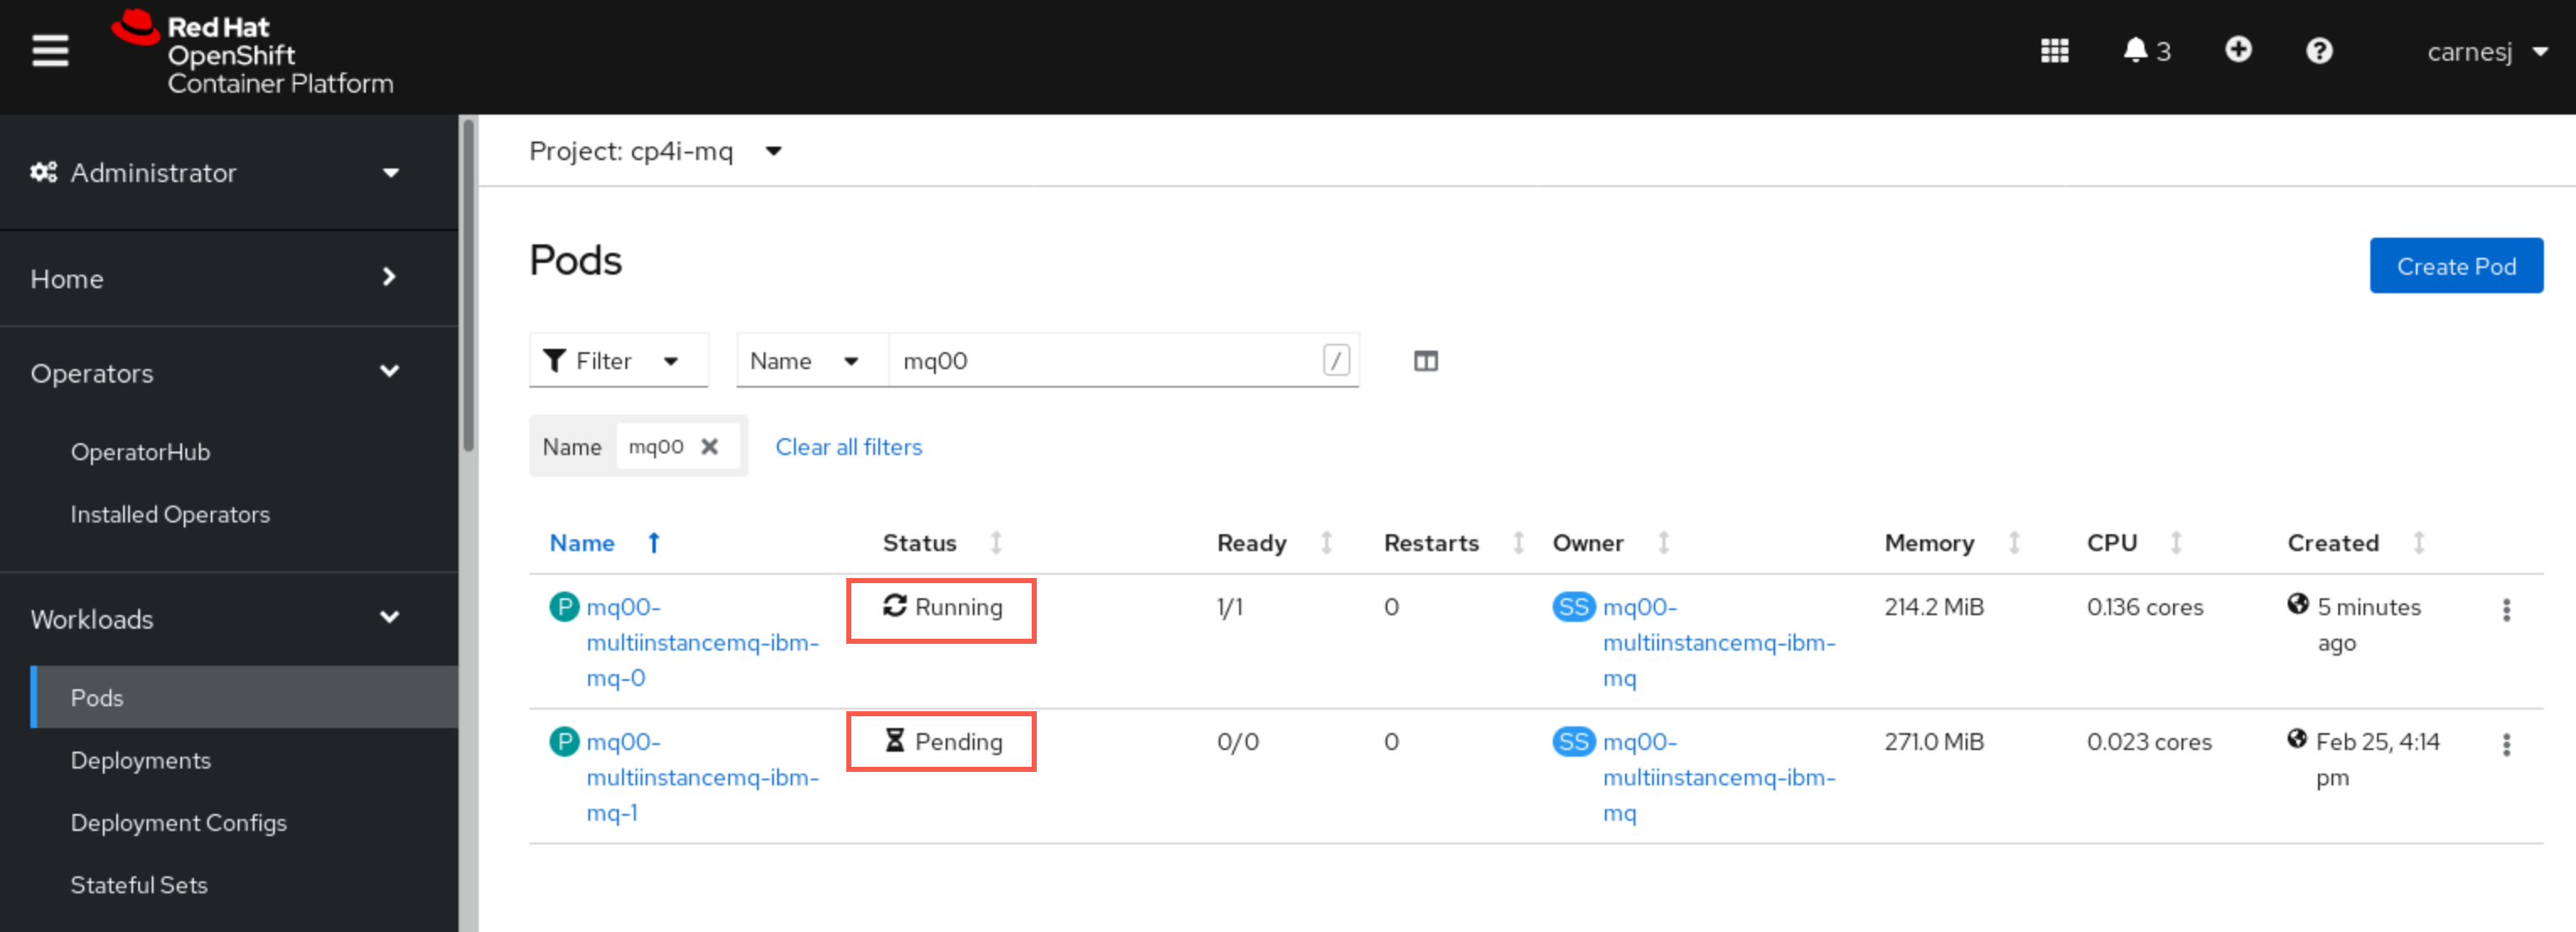 Red Hat
OpenShift
Container Platform
3
carnesj
Administrator
Home
Operators
OperatorHub
Installed Operators
Workloads
Pods
Deployments
Deployment Configs
Stateful Sets
Project: cp4i-mq
Pods
Create Pod
Filter
Name
mq00
/
Name
mq00
Clear all filters
Name
Status
Ready
Restarts
Owner
Memory
CPU
Created
P
mq00-
multiinstancemq-ibm-
mq-0
Running
1/1
0
SS
mq00-
multiinstancemq-ibm-
mq
214.2 MiB
0.136 cores
5 minutes
ago
P
mq00-
multiinstancemq-ibm-
mq-1
Pending
0/0
0
SS
mq00-
multiinstancemq-ibm-
mq
271.0 MiB
0.023 cores
Feb 25, 4:14
pm